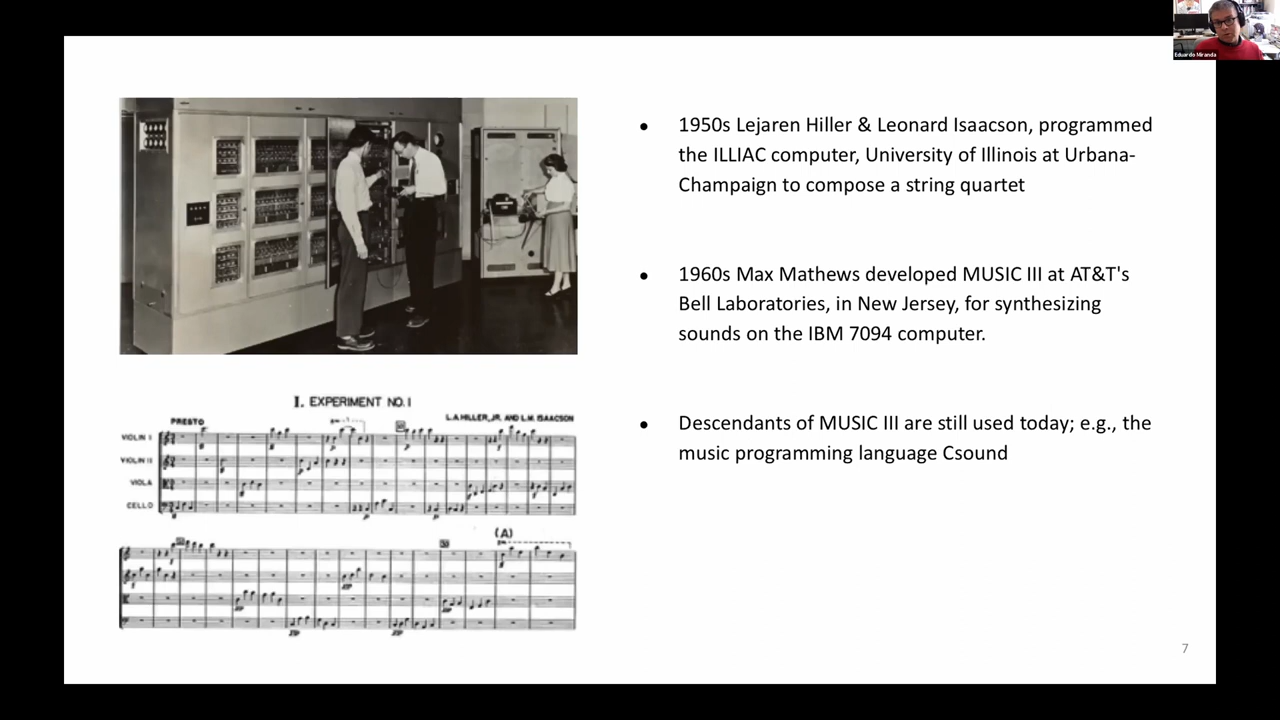 Eduardo Miranda
• 1950s Lejaren Hiller & Leonard Isaacson, programmed
the ILLIAC computer, University of Illinois at Urbana-
Champaign to compose a string quartet
• 1960s Max Mathews developed MUSIC III at AT&T's
Bell Laboratories, in New Jersey, for synthesizing
sounds on the IBM 7094 computer.
• Descendants of MUSIC III are still used today; e.g., the
music programming language Csound
I. EXPERIMENT NO.1
PRESTO
L.A. HILLER, JR. AND L.M. ISAACSON
VIOLIN I
VIOLIN II
VIOLA
CELLO
(A)
7